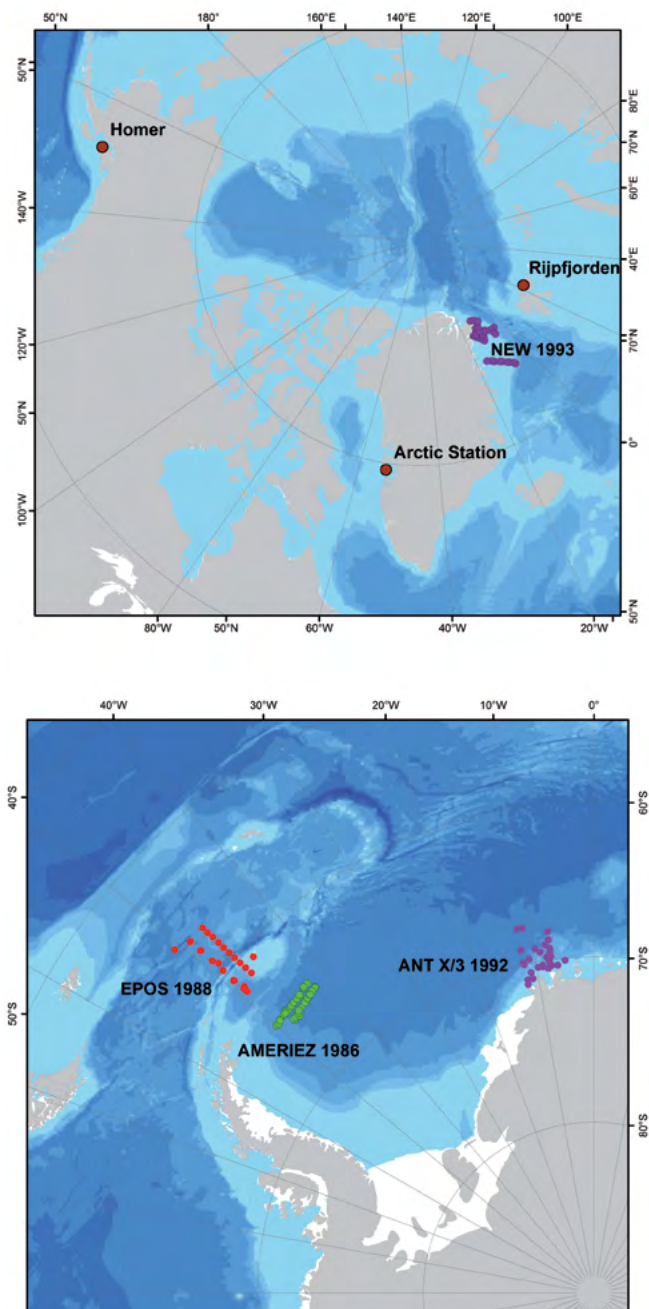 50°N 180° 160°E 140°E 120°E 100°E
50°N
140°W
120°W
50°N
100°W
80°E
70°E
60°E
40°E
20°E
70°N
0°
50°N
Homer
Rijpfjorden
NEW 1993
Arctic Station
80°W 50°N 60°W 40°W 20°W
40°W 30°W 20°W 10°W 0°
40°S
50°S
60°S
70°S
80°S
EPOS 1988
ANT X/3 1992
AMERIEZ 1986